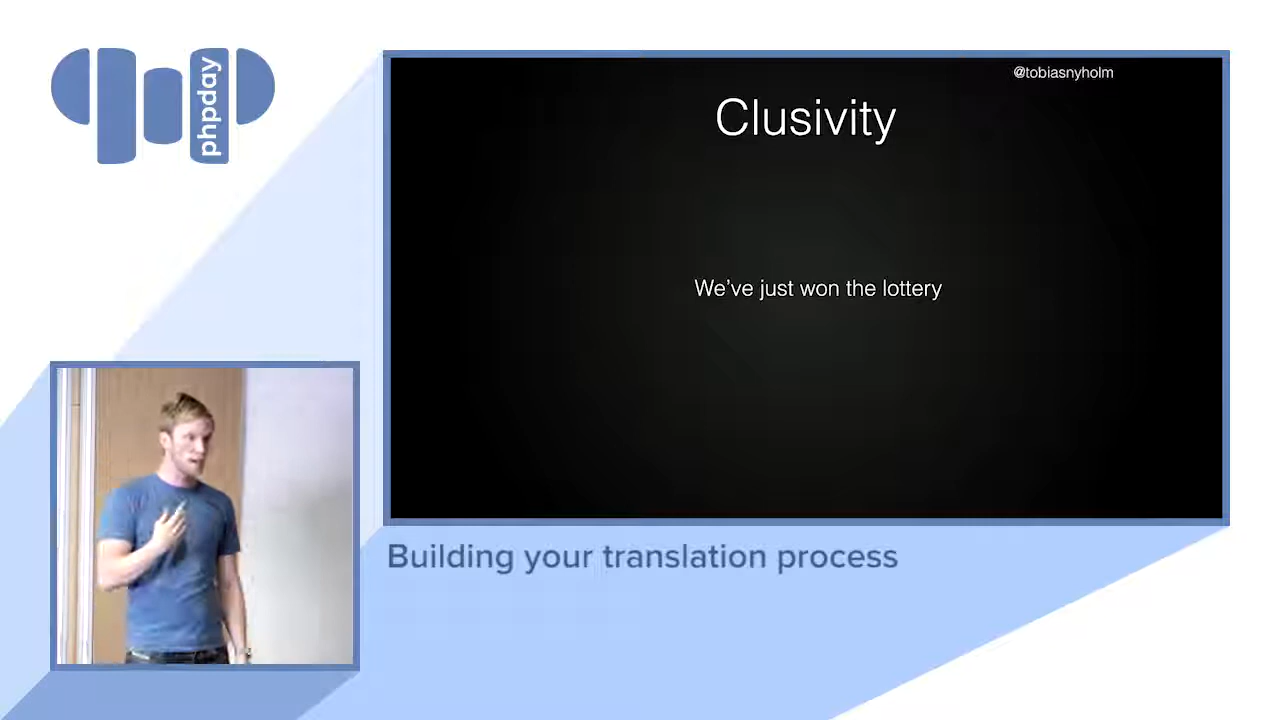 phpday
@tobiasnyholm
Clusivity
We've just won the lottery
Building your translation process